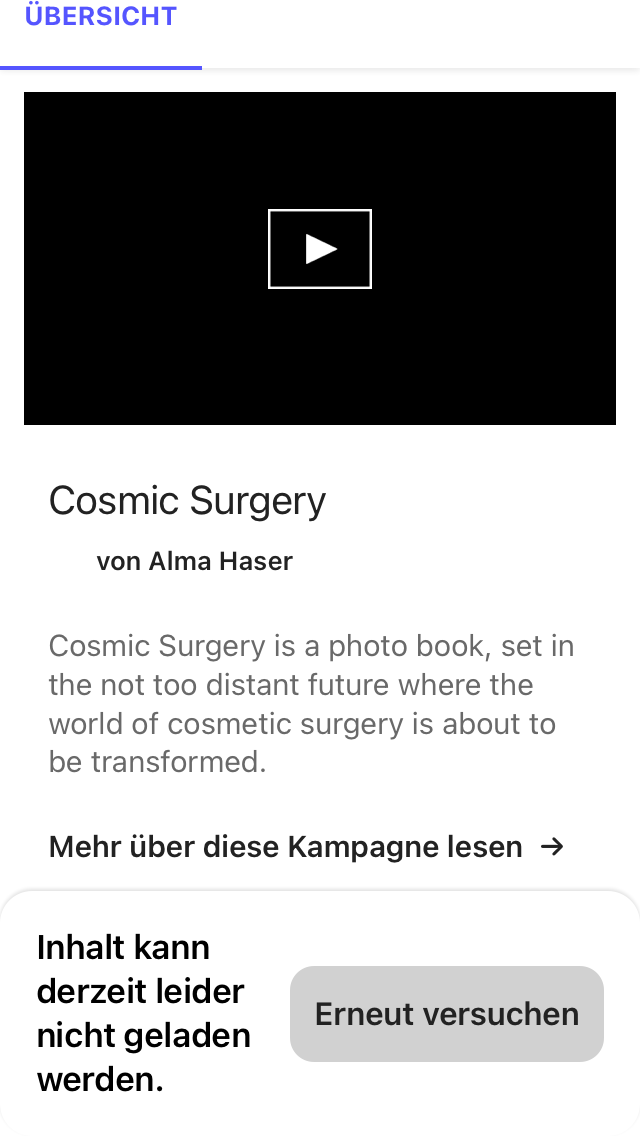 ÜBERSICHT
Cosmic Surgery
von Alma Haser
Cosmic Surgery is a photo book, set in
the not too distant future where the
world of cosmetic surgery is about to
be transformed.
Mehr über diese Kampagne lesen →
Inhalt kann
derzeit leider
nicht geladen
werden.
Erneut versuchen